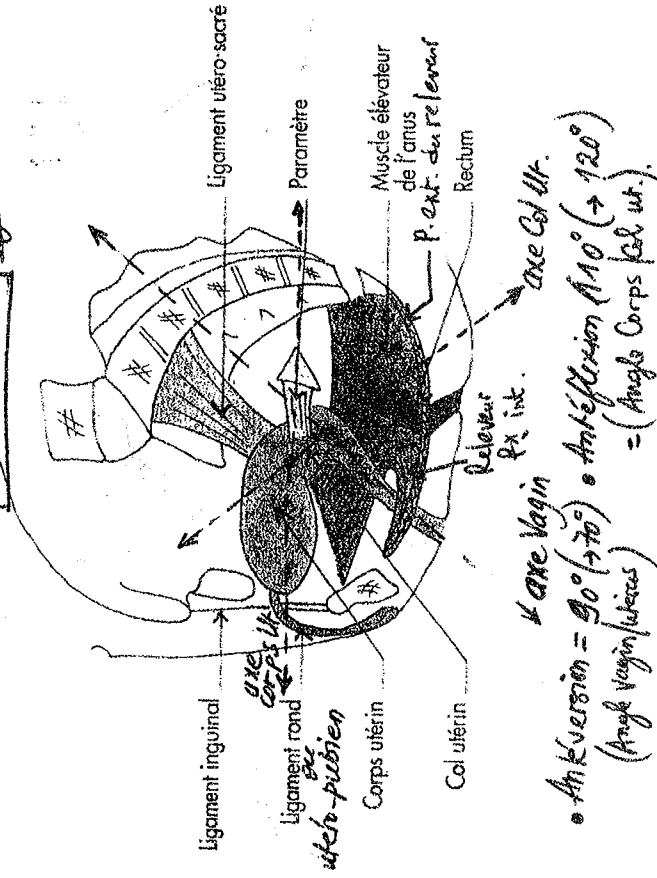 Ligament inguinal
axe
corps Ut.
Ligament rond
ou
utéro-pubien
Corps utérin
Col utérin
Ligament utéro-sacré
Paramètre
Muscle élévateur
de l'anus
P. ext. du releveur
Rectum
Releveur
fx int.
axe Col Ut.
axe Vagin
• Antéversion = 90° (→70°)
(Angle Vagin/utérus)
• Antéflexion (110° (→ 120°)
= (Angle Corps/Col ut.).